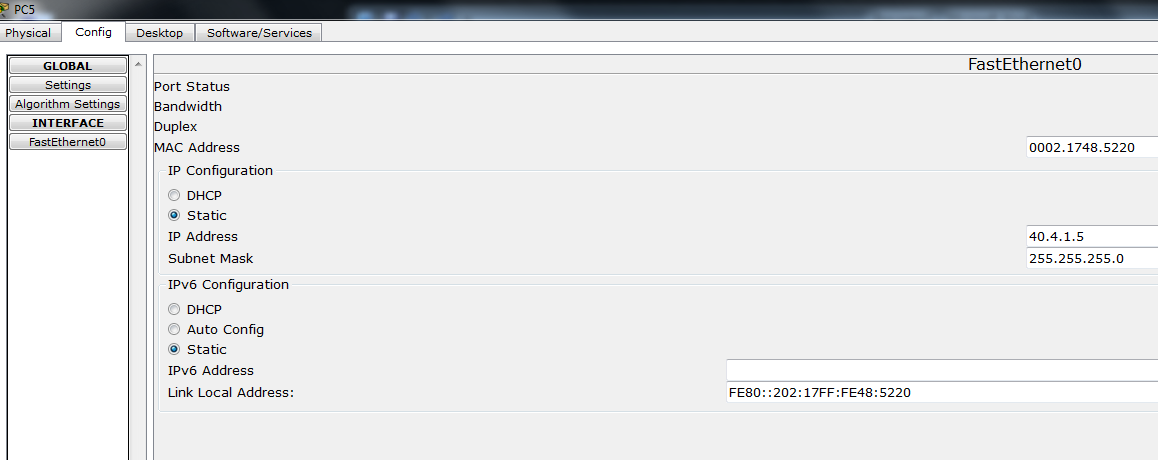 PC5
Physical Config Desktop Software/Services
GLOBAL
Settings
Algorithm Settings
INTERFACE
FastEthernet0
FastEthernet0
Port Status
Bandwidth
Duplex
MAC Address 0002.1748.5220
IP Configuration
DHCP
Static
IP Address 40.4.1.5
Subnet Mask 255.255.255.0
IPv6 Configuration
DHCP
Auto Config
Static
IPv6 Address
Link Local Address: FE80::202:17FF:FE48:5220